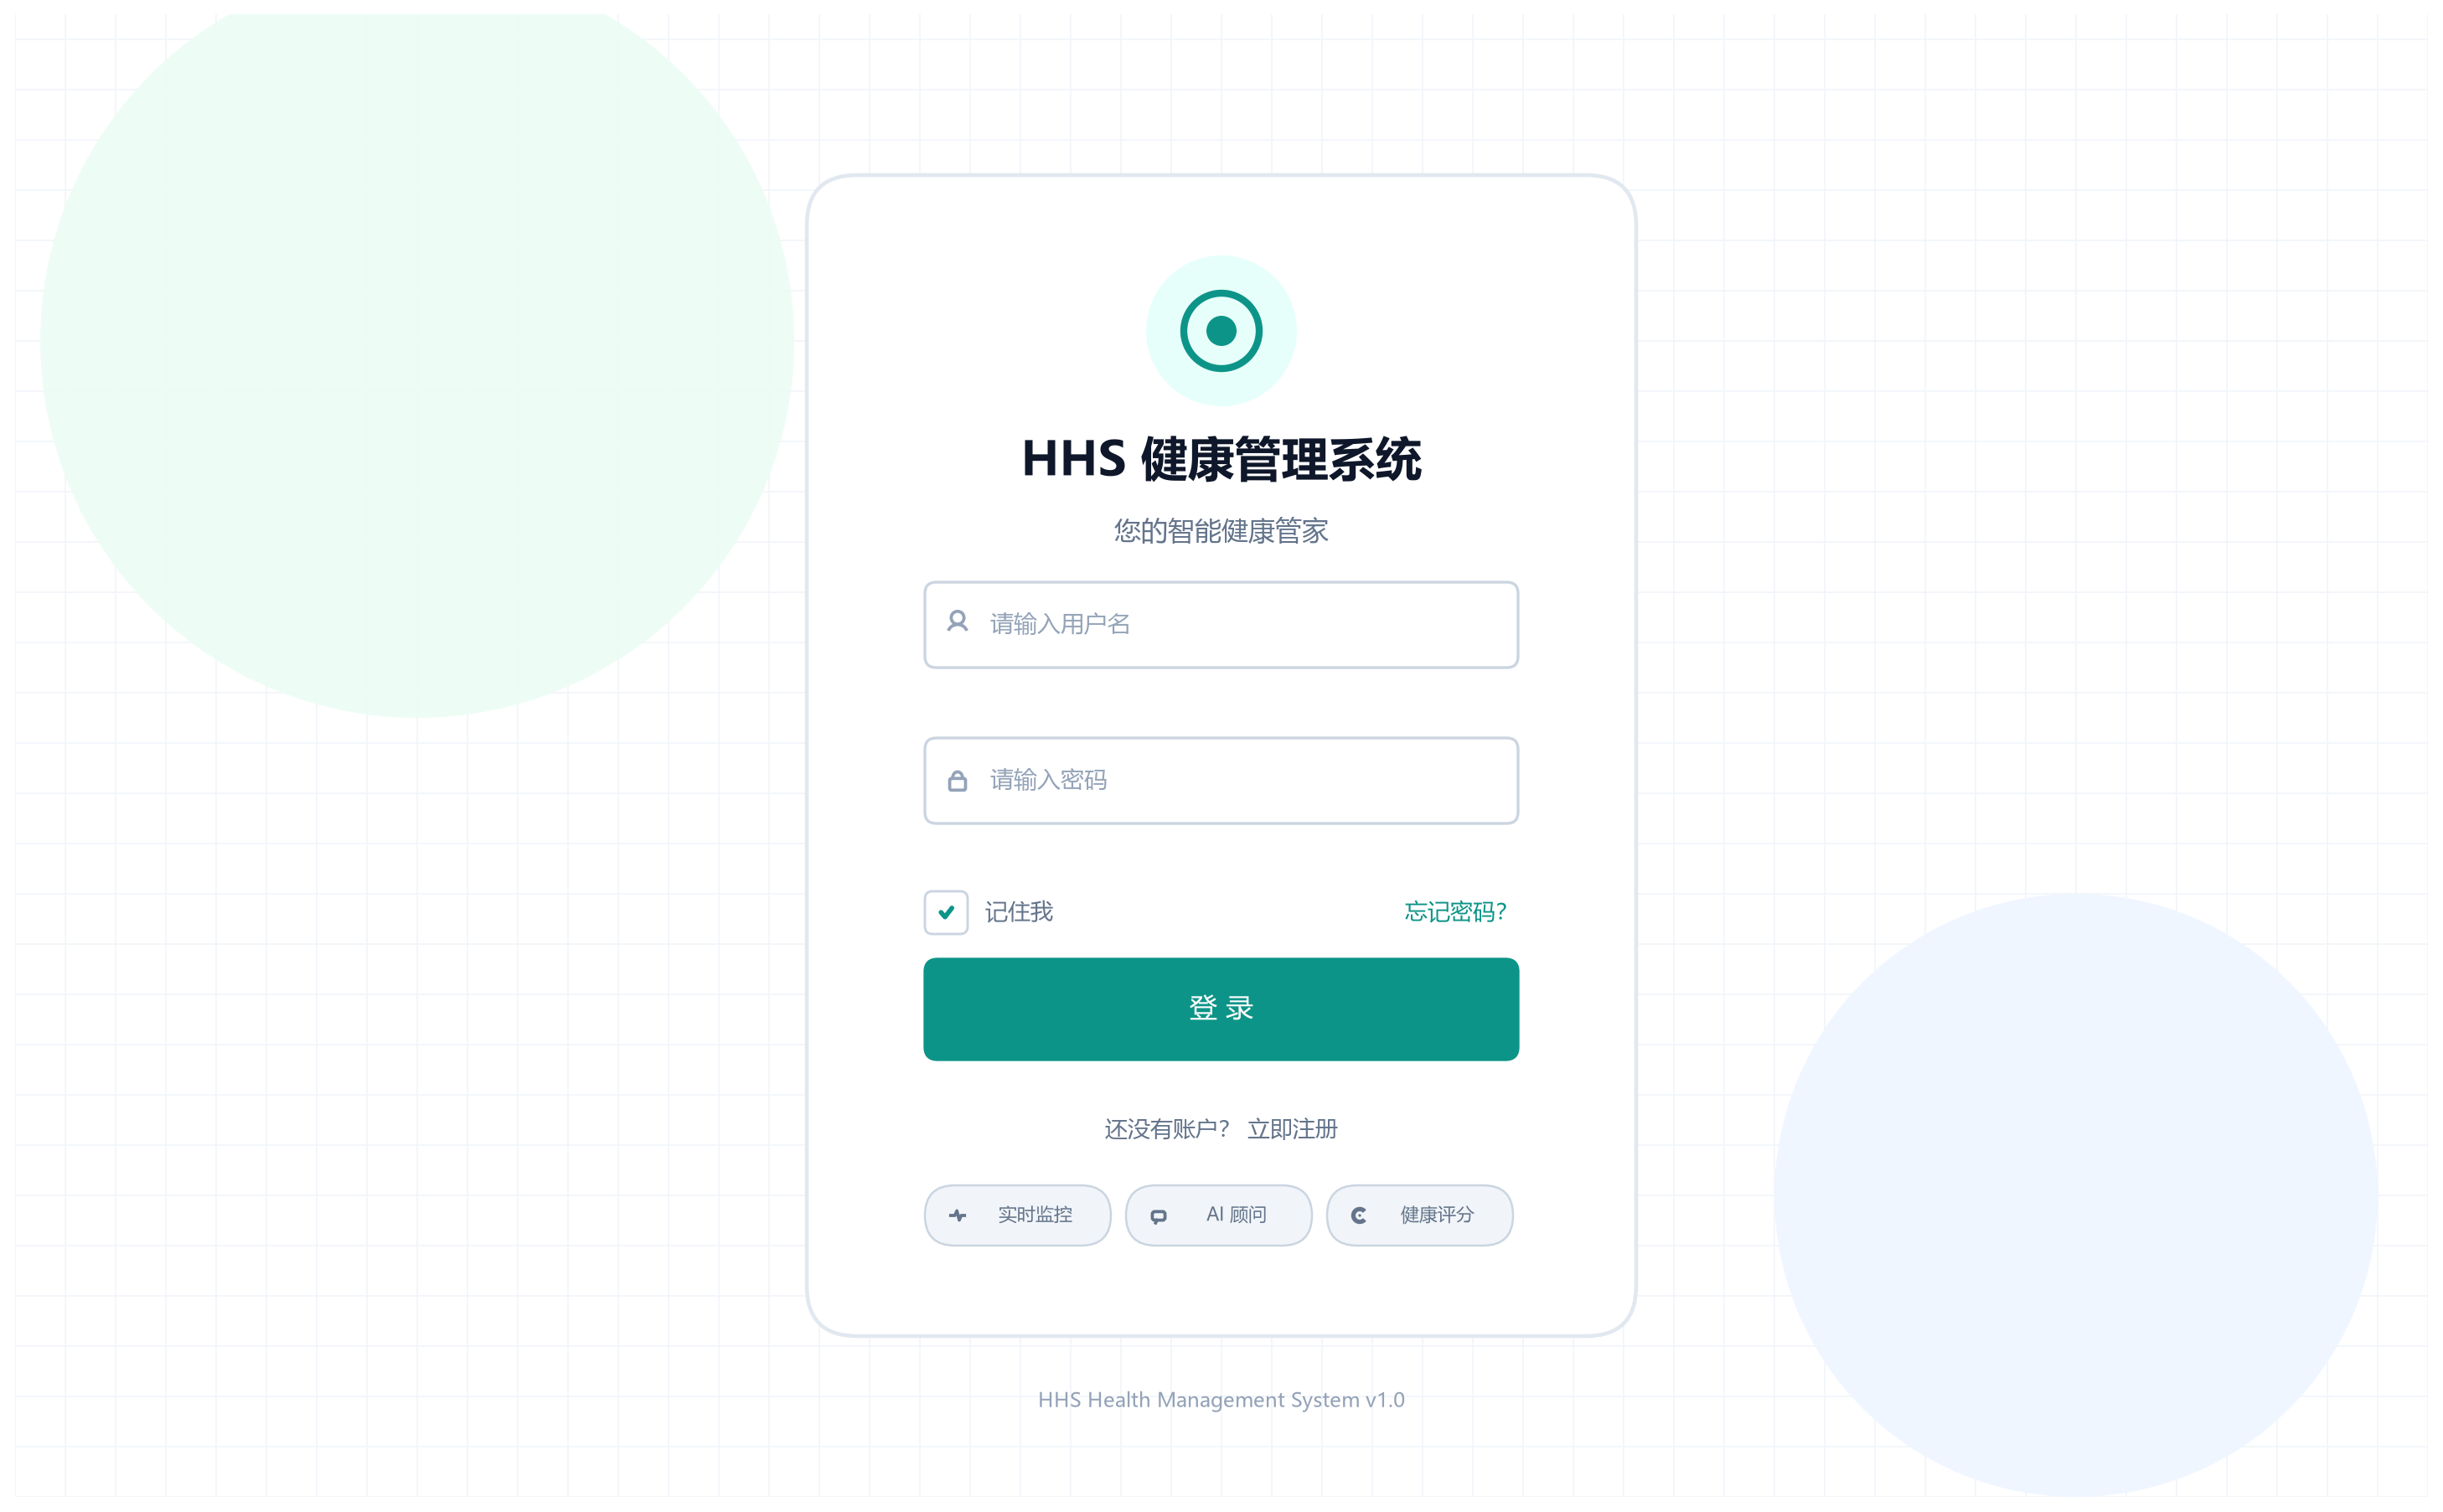 HHS 健康管理系统
您的智能健康管家
请输入用户名
请输入密码
记住我
忘记密码?
登 录
还没有账户? 立即注册
实时监控
AI 顾问
健康评分
HHS Health Management System v1.0